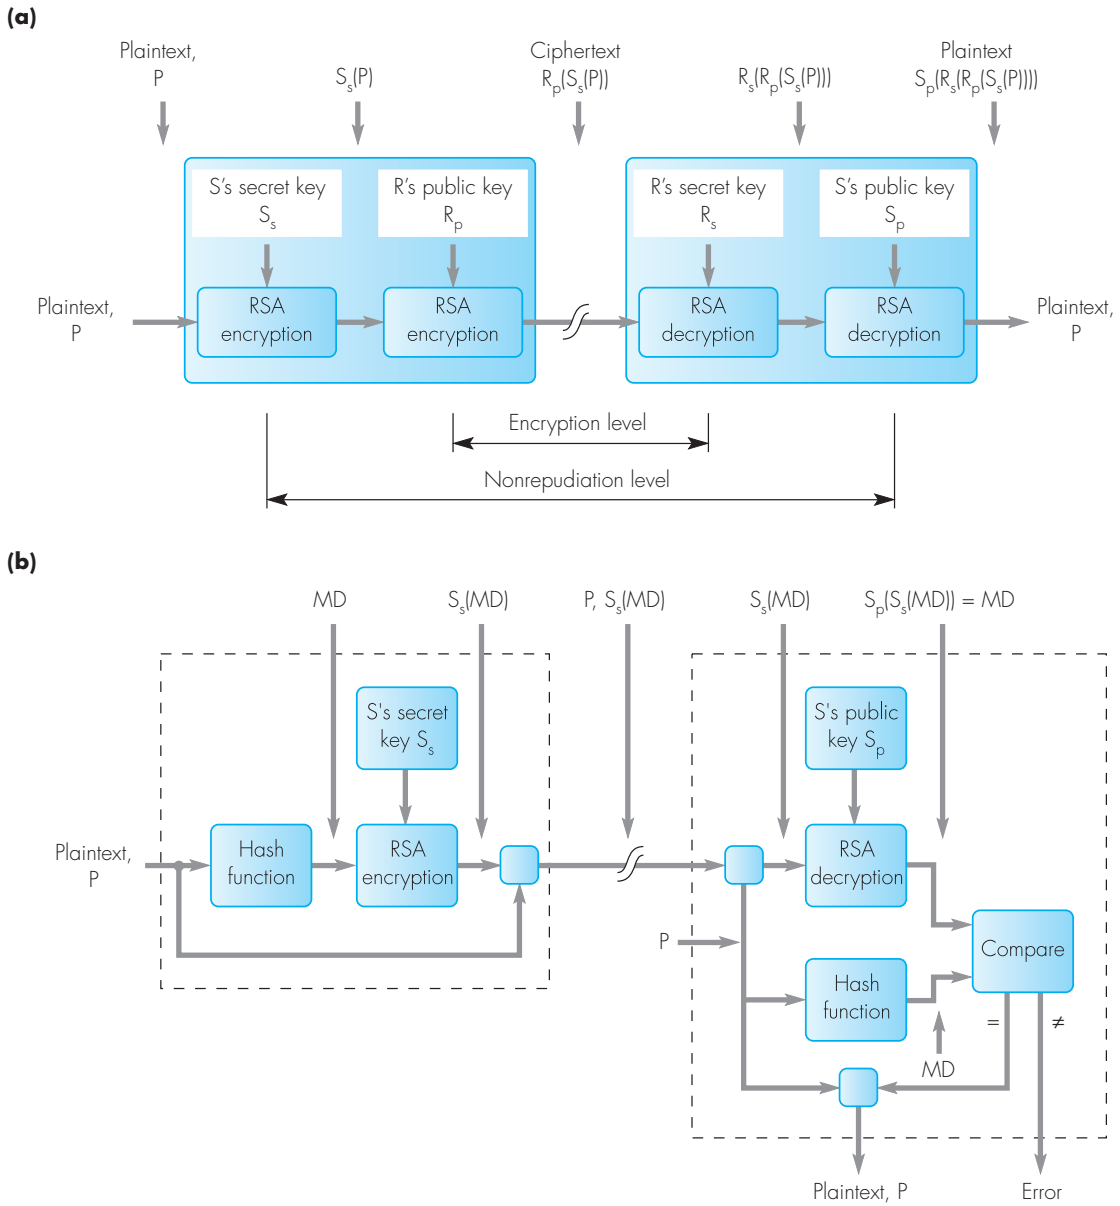 (a)
Plaintext,
P
Sₛ(P)
Ciphertext
Rₚ(Sₛ(P))
Rₛ(Rₚ(Sₛ(P)))
Plaintext
Sₚ(Rₛ(Rₚ(Sₛ(P))))
S's secret key
Sₛ
R's public key
Rₚ
R's secret key
Rₛ
S's public key
Sₚ
Plaintext,
P
RSA
encryption
RSA
encryption
RSA
decryption
RSA
decryption
Plaintext,
P
Encryption level
Nonrepudiation level
(b)
MD
Sₛ(MD)
P, Sₛ(MD)
Sₛ(MD)
Sₚ(Sₛ(MD)) = MD
S's secret
key Sₛ
S's public
key Sₚ
Plaintext,
P
Hash
function
RSA
encryption
RSA
decryption
P
Compare
Hash
function
= ≠
MD
Plaintext, P
Error